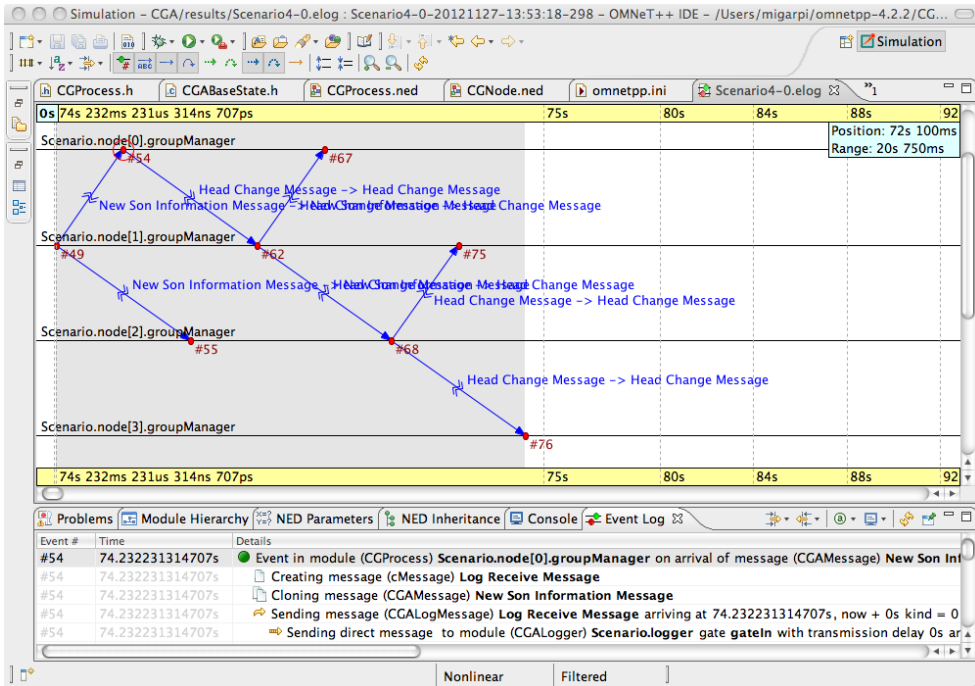 Simulation - CGA/results/Scenario4-0.elog : Scenario4-0-20121127-13:53:18-298 - OMNeT++ IDE - /Users/migarpi/omnetpp-4.2.2/CG...
Simulation
CGProcess.h CGABaseState.h CGProcess.ned CGNode.ned omnetpp.ini Scenario4-0.elog 1
0s 74s 232ms 231us 314ns 707ps 75s 80s 84s 88s 92
Position: 72s 100ms
Range: 20s 750ms
Scenario.node[0].groupManager
#54 #67
Head Change Message -> Head Change Message
New Son Information Message -> New Son Information Message
Head Change Message -> Head Change Message
Scenario.node[1].groupManager
#49 #62 #75
New Son Information Message -> New Son Information Message
Head Change Message -> Head Change Message
Head Change Message -> Head Change Message
Scenario.node[2].groupManager
#55 #68
Head Change Message -> Head Change Message
Scenario.node[3].groupManager
#76
74s 232ms 231us 314ns 707ps 75s 80s 84s 88s 92
Problems Module Hierarchy NED Parameters NED Inheritance Console Event Log
Event # Time Details
#54 74.232231314707s Event in module (CGProcess) Scenario.node[0].groupManager on arrival of message (CGAMessage) New Son Inf
#54 74.232231314707s Creating message (cMessage) Log Receive Message
#54 74.232231314707s Cloning message (CGAMessage) New Son Information Message
#54 74.232231314707s Sending message (CGALogMessage) Log Receive Message arriving at 74.232231314707s, now + 0s kind = 0
#54 74.232231314707s Sending direct message to module (CGALogger) Scenario.logger gate gateIn with transmission delay 0s ar
Nonlinear Filtered